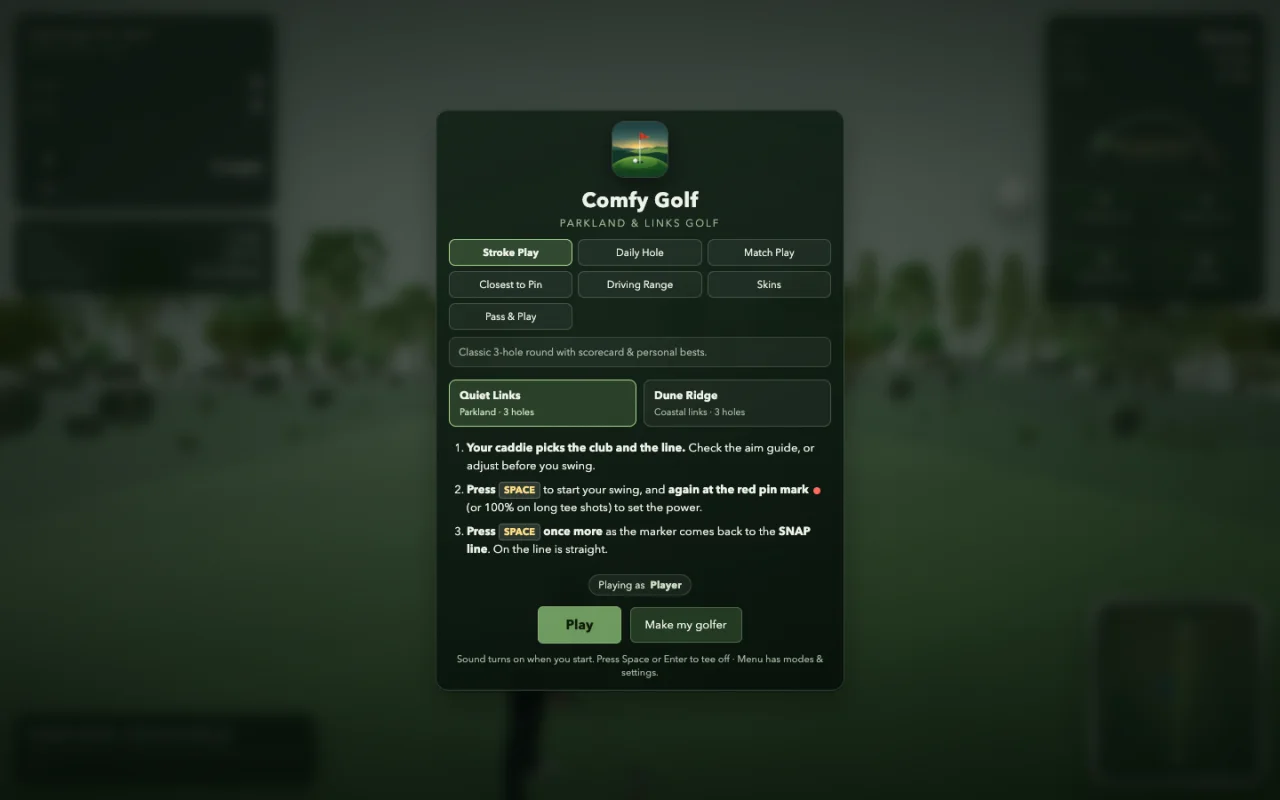 Comfy Golf
PARKLAND & LINKS GOLF
Stroke Play
Daily Hole
Match Play
Closest to Pin
Driving Range
Skins
Pass & Play
Classic 3-hole round with scorecard & personal bests.
Quiet Links
Parkland · 3 holes
Dune Ridge
Coastal links · 3 holes
1. Your caddie picks the club and the line. Check the aim guide, or
adjust before you swing.
2. Press SPACE to start your swing, and again at the red pin mark
(or 100% on long tee shots) to set the power.
3. Press SPACE once more as the marker comes back to the SNAP
line. On the line is straight.
Playing as Player
Play
Make my golfer
Sound turns on when you start. Press Space or Enter to tee off · Menu has modes &
settings.